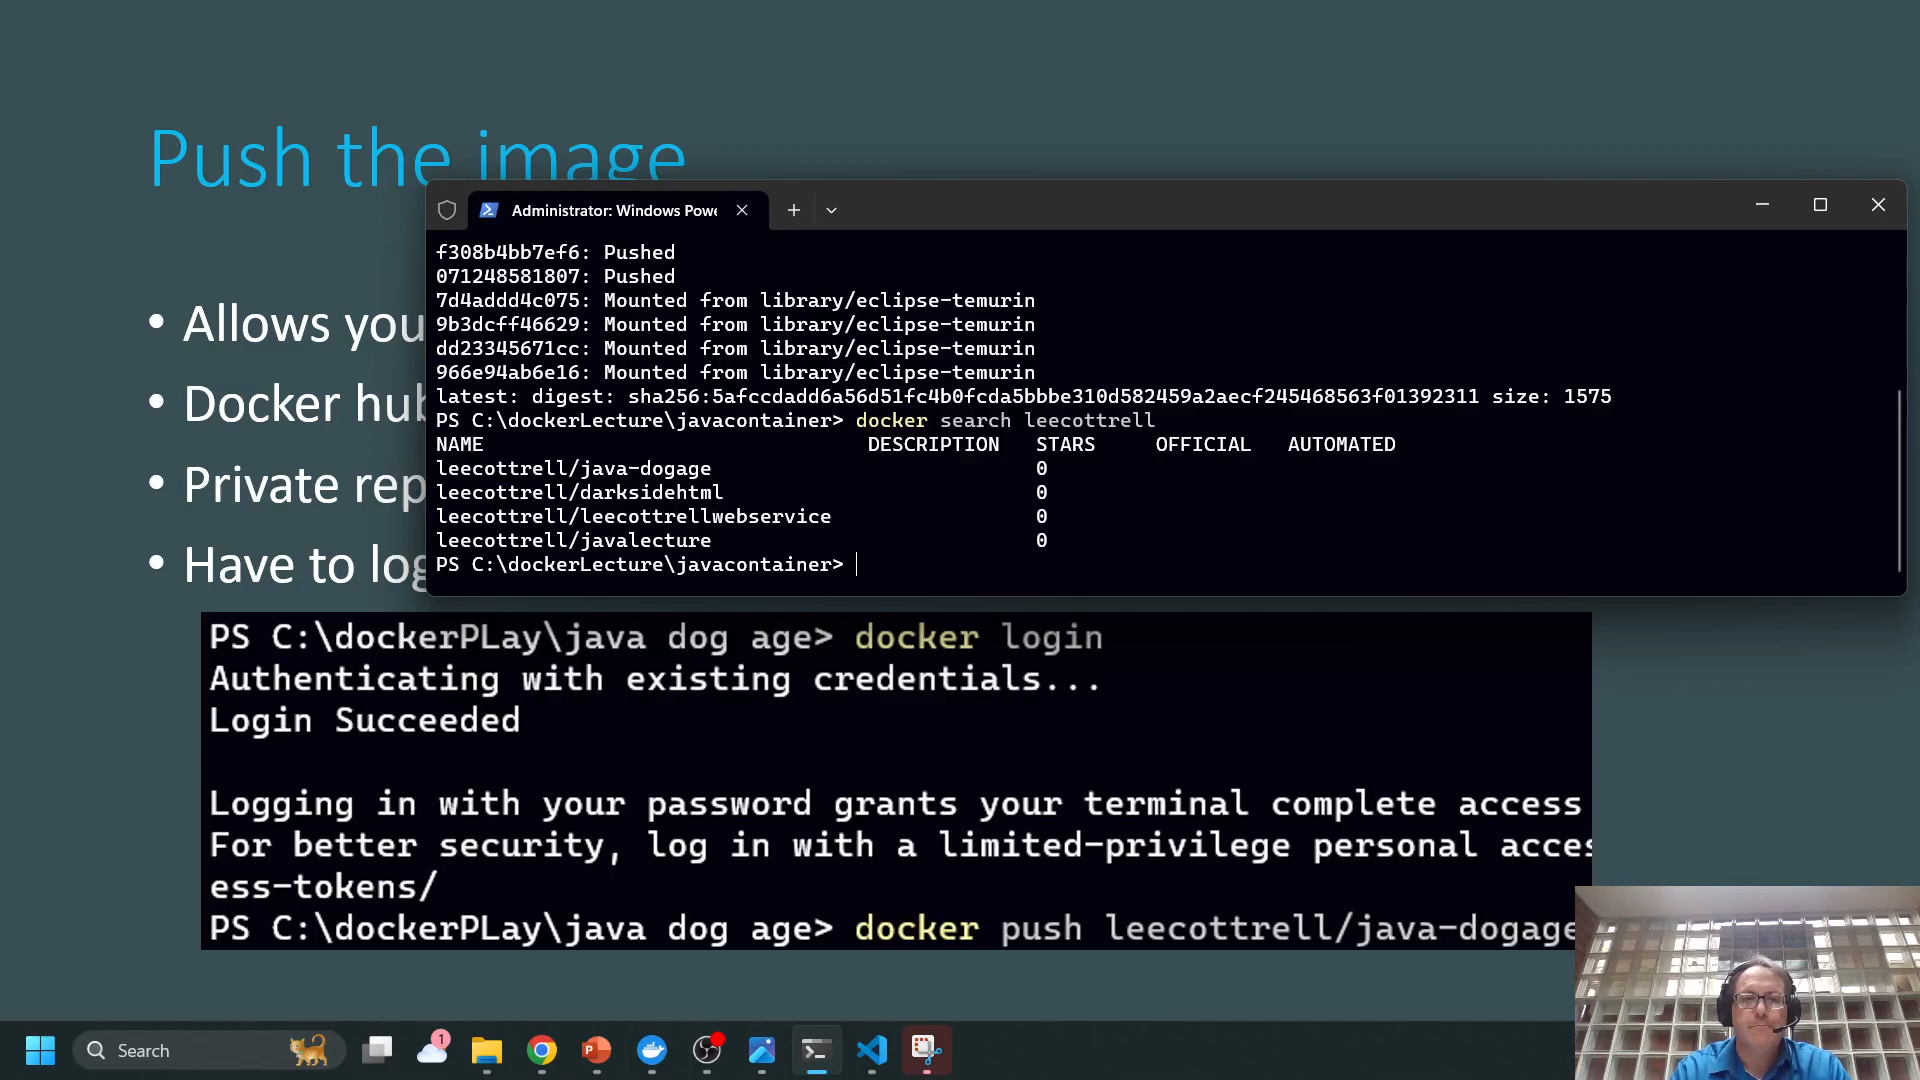 Push the image
Administrator: Windows Powe
f308b4bb7ef6: Pushed
071248581807: Pushed
7d4addd4c075: Mounted from library/eclipse-temurin
9b3dcff46629: Mounted from library/eclipse-temurin
dd23345671cc: Mounted from library/eclipse-temurin
966e94ab6e16: Mounted from library/eclipse-temurin
latest: digest: sha256:5afccdadd6a56d51fc4b0fcda5bbbe310d582459a2aecf245468563f01392311 size: 1575
PS C:\dockerLecture\javacontainer> docker search leecottrell
NAME DESCRIPTION STARS OFFICIAL AUTOMATED
leecottrell/java-dogage 0
leecottrell/darksidehtml 0
leecottrell/leecottrellwebservice 0
leecottrell/javalecture 0
PS C:\dockerLecture\javacontainer>
• Allows you
• Docker hub
• Private rep
• Have to log
PS C:\dockerPLay\java dog age> docker login
Authenticating with existing credentials...
Login Succeeded
Logging in with your password grants your terminal complete access
For better security, log in with a limited-privilege personal acces
ess-tokens/
PS C:\dockerPLay\java dog age> docker push leecottrell/java-dogage
Search
1